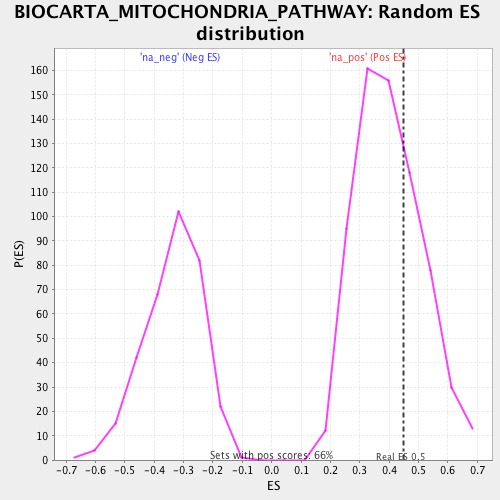 BIOCARTA_MITOCHONDRIA_PATHWAY: Random ES
distribution
'na_neg' (Neg ES)
'na_pos' (Pos ES)
160
150
140
130
120
110
100
90
80
70
60
50
40
30
20
10
0
P(ES)
Sets with pos scores: 66%
Real ES 0.5
-0.7 -0.6 -0.5 -0.4 -0.3 -0.2 -0.1 0.0 0.1 0.2 0.3 0.4 0.5 0.6 0.7
ES